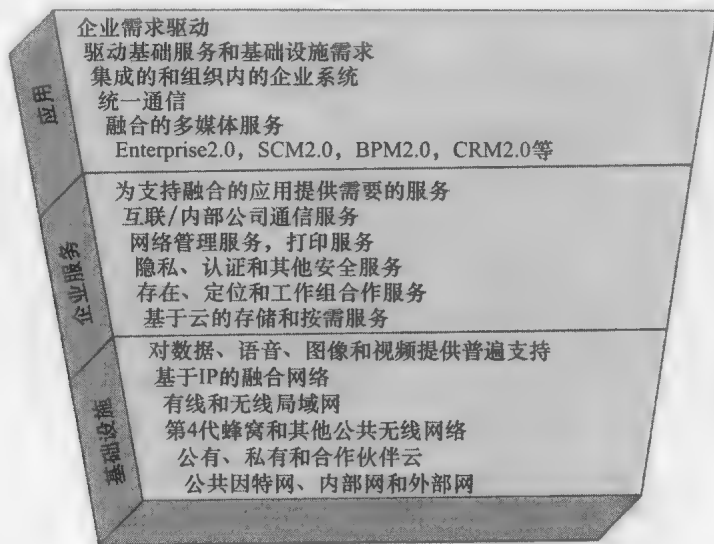 应用
企业需求驱动
驱动基础服务和基础设施需求
集成的和组织内的企业系统
统一通信
融合的多媒体服务
Enterprise2.0，SCM2.0，BPM2.0，CRM2.0等
企业服务
为支持融合的应用提供需要的服务
互联/内部公司通信服务
网络管理服务，打印服务
隐私、认证和其他安全服务
存在、定位和工作组合作服务
基于云的存储和按需服务
基础设施
对数据、语音、图像和视频提供普遍支持
基于IP的融合网络
有线和无线局域网
第4代蜂窝和其他公共无线网络
公有、私有和合作伙伴云
公共因特网、内部网和外部网